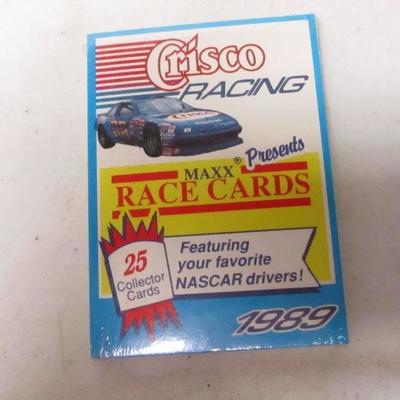 Crisco
RACING
MAXX® Presents
RACE CARDS
25
Collector
Cards
Featuring
your favorite
NASCAR drivers!
1989